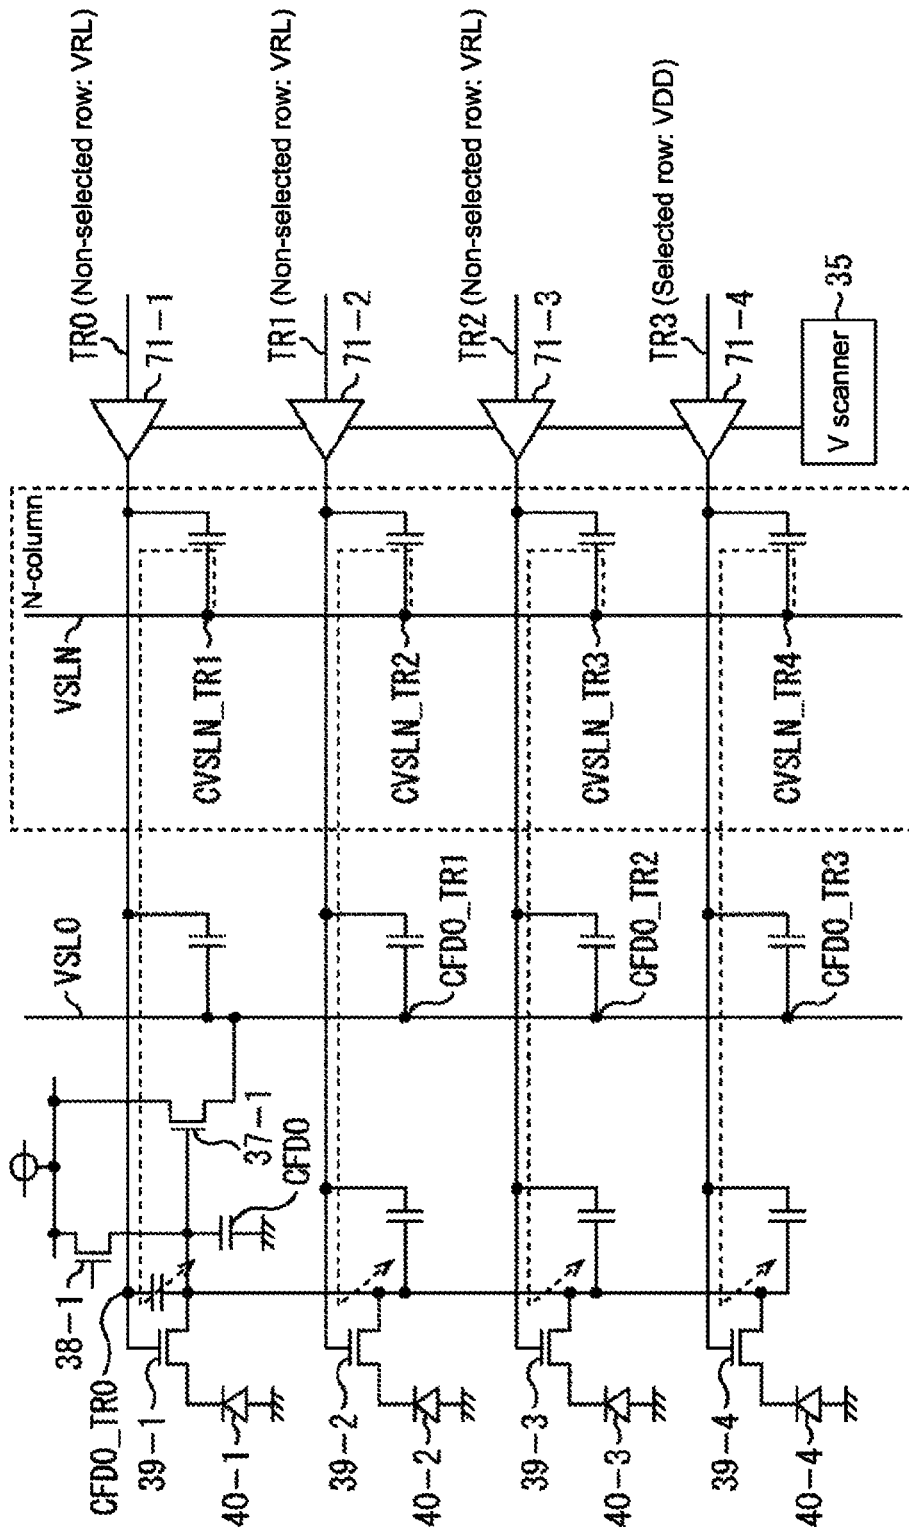 TR0 (Non-selected row: VRL)
71-1
TR1 (Non-selected row: VRL)
71-2
TR2 (Non-selected row: VRL)
71-3
TR3 (Selected row: VDD)
71-4
V scanner
35
N-column
VSLN
CVSLN_TR1
CVSLN_TR2
CVSLN_TR3
CVSLN_TR4
VSL0
CFD0_TR1
CFD0_TR2
CFD0_TR3
37-1
CFD0
38-1
CFD0_TR0
39-1
40-1
39-2
40-2
39-3
40-3
39-4
40-4